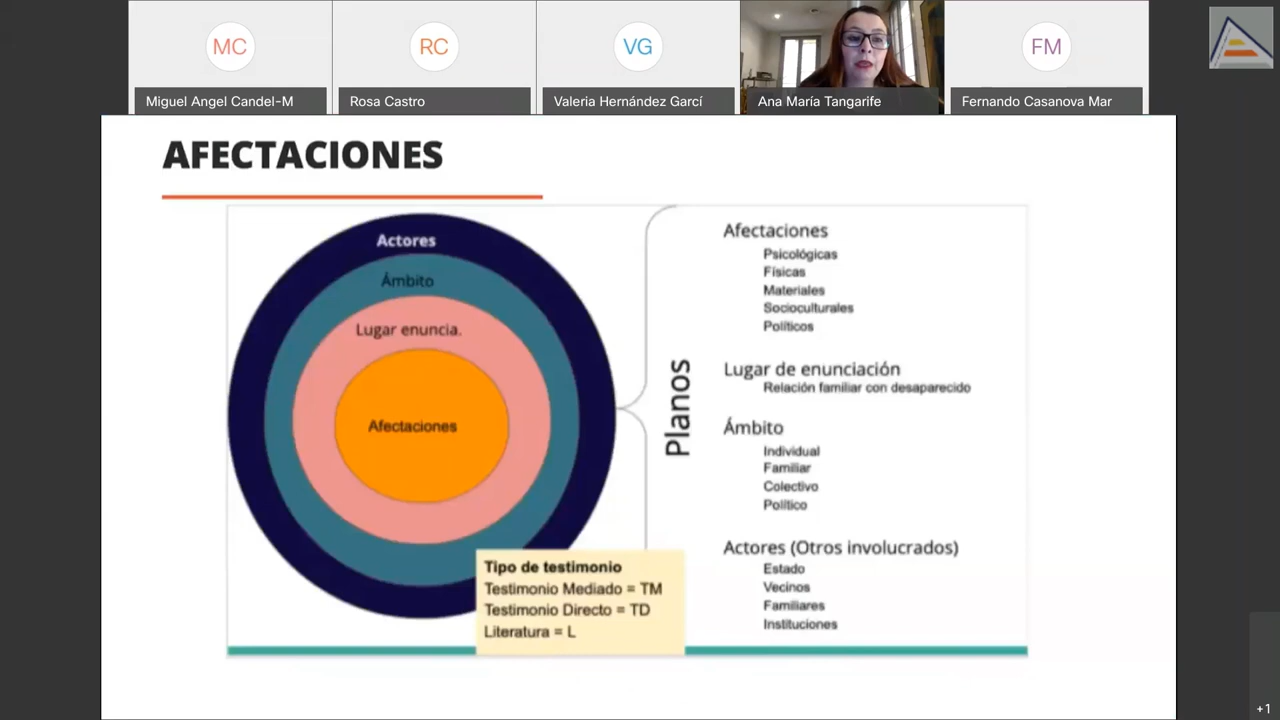 MC
RC
VG
FM
Miguel Angel Candel-M
Rosa Castro
Valeria Hernández Garcí
Ana María Tangarife
Fernando Casanova Mar
AFECTACIONES
Actores
Ámbito
Lugar enuncia.
Afectaciones
Tipo de testimonio
Testimonio Mediado = TM
Testimonio Directo = TD
Literatura = L
Planos
Afectaciones
Psicológicas
Físicas
Materiales
Socioculturales
Políticos
Lugar de enunciación
Relación familiar con desaparecido
Ámbito
Individual
Familiar
Colectivo
Político
Actores (Otros involucrados)
Estado
Vecinos
Familiares
Instituciones
+1